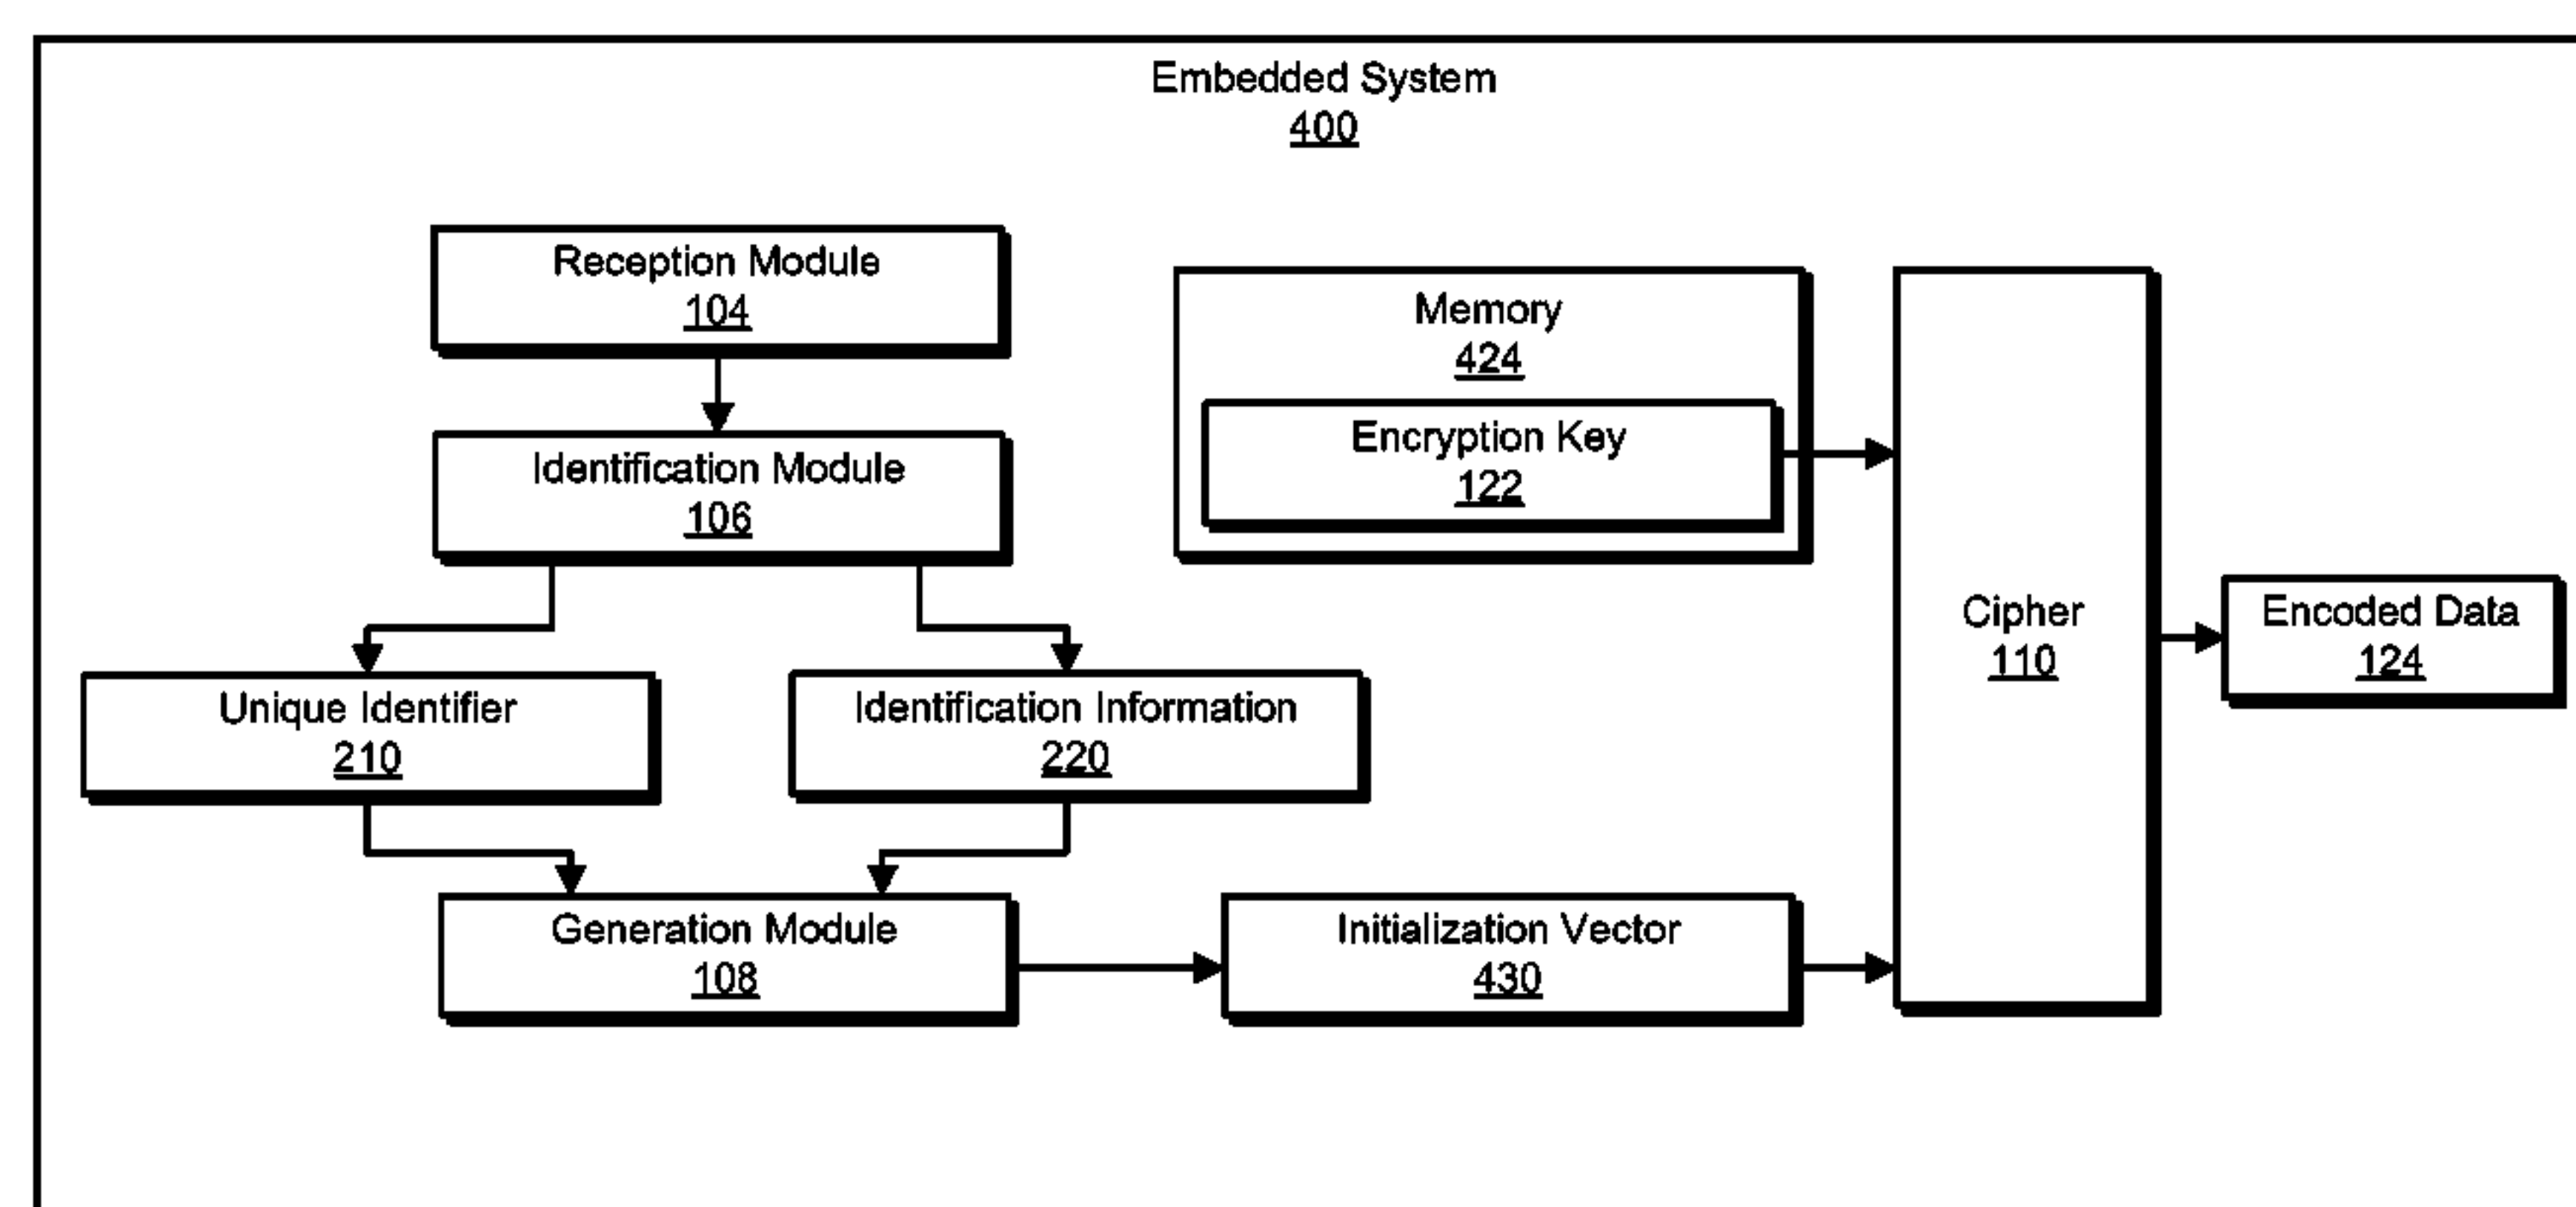 Embedded System
400
Reception Module
104
Memory
424
Encryption Key
122
Identification Module
106
Cipher
110
Encoded Data
124
Unique Identifier
210
Identification Information
220
Generation Module
108
Initialization Vector
430